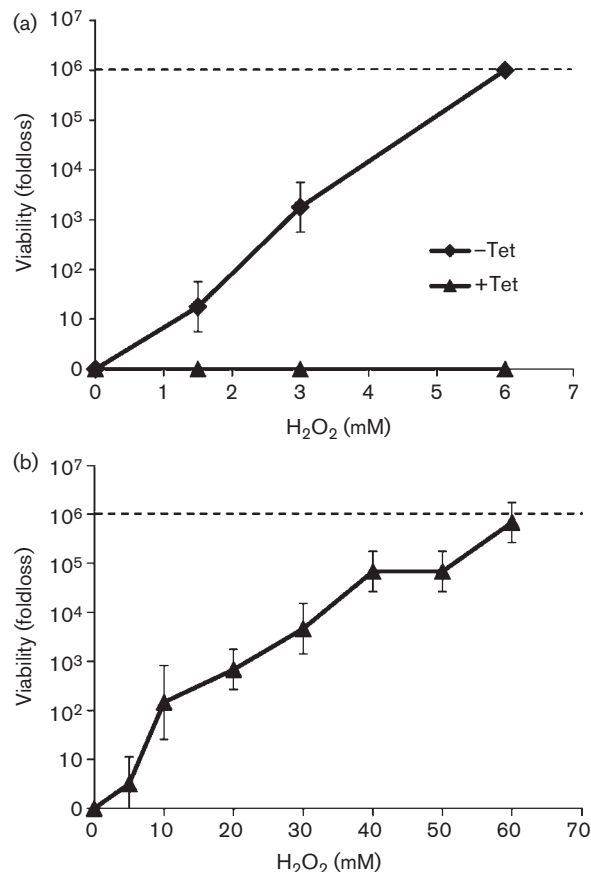 (a)
10⁷
10⁶
10⁵
10⁴
10³
10²
10
0
Viability (foldloss)
–Tet
+Tet
0 1 2 3 4 5 6 7
H₂O₂ (mM)
(b)
10⁷
10⁶
10⁵
10⁴
10³
10²
10
0
Viability (foldloss)
0 10 20 30 40 50 60 70
H₂O₂ (mM)